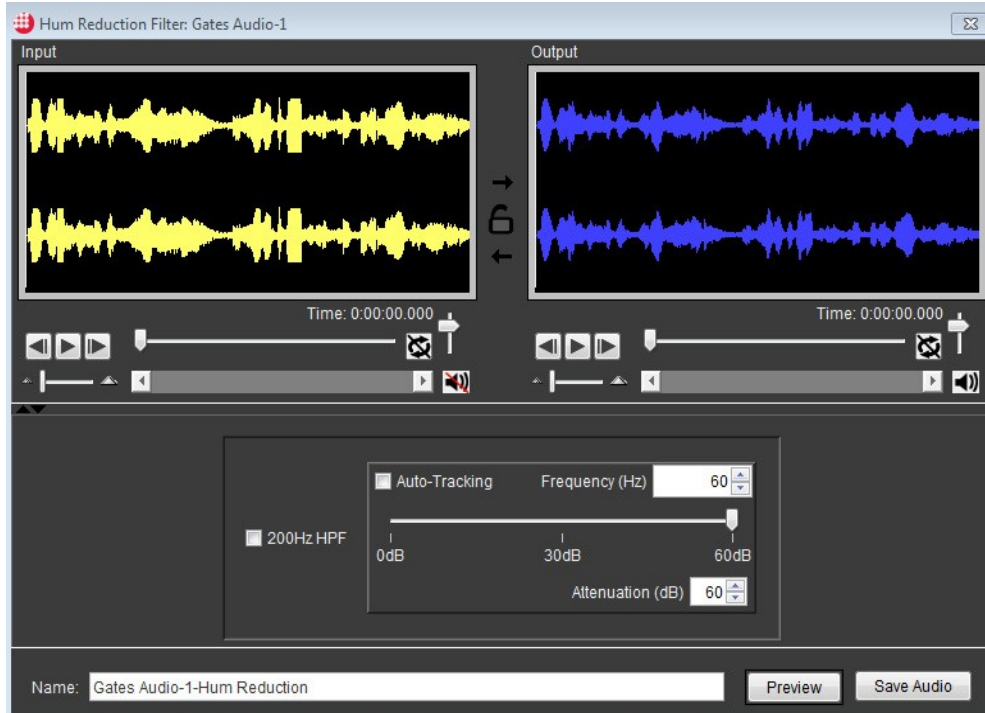 Hum Reduction Filter: Gates Audio-1
Input
Output
Time: 0:00:00.000
Time: 0:00:00.000
Auto-Tracking
Frequency (Hz)
60
200Hz HPF
0dB
30dB
60dB
Attenuation (dB)
60
Name:
Gates Audio-1-Hum Reduction
Preview
Save Audio